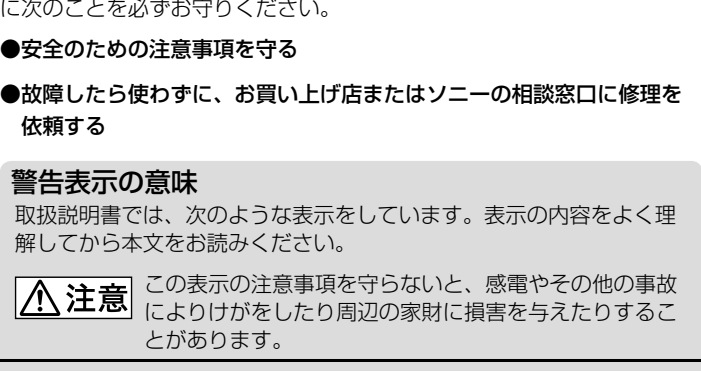 に次のことを必ずお守りください。
●安全のための注意事項を守る
●故障したら使わずに、お買い上げ店またはソニーの相談窓口に修理を
依頼する
警告表示の意味
取扱説明書では、次のような表示をしています。表示の内容をよく理
解してから本文をお読みください。
注意
この表示の注意事項を守らないと、感電やその他の事故
によりけがをしたり周辺の家財に損害を与えたりするこ
とがあります。